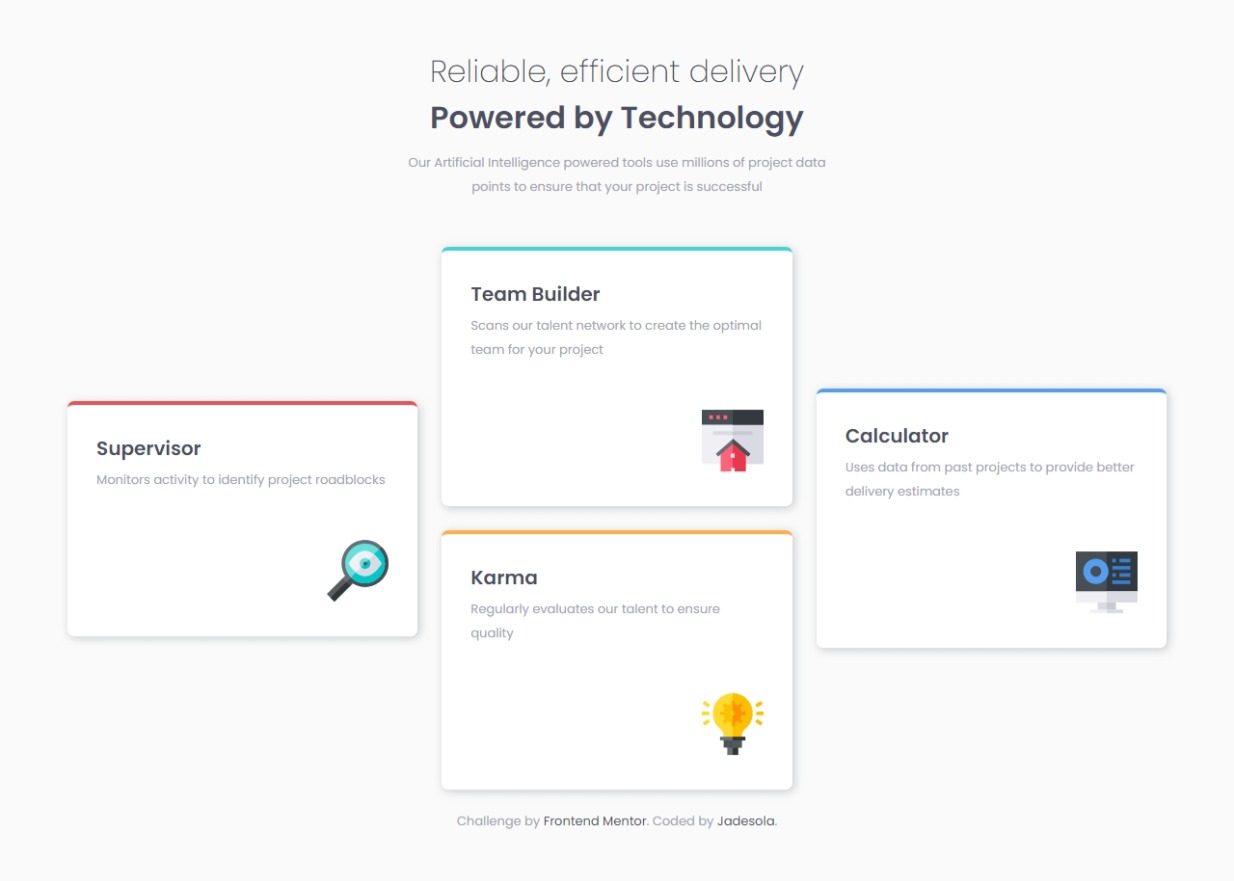 Reliable, efficient delivery
Powered by Technology
Our Artificial Intelligence powered tools use millions of project data
points to ensure that your project is successful
Supervisor
Monitors activity to identify project roadblocks
Team Builder
Scans our talent network to create the optimal
team for your project
Karma
Regularly evaluates our talent to ensure
quality
Calculator
Uses data from past projects to provide better
delivery estimates
Challenge by Frontend Mentor. Coded by Jadesola.